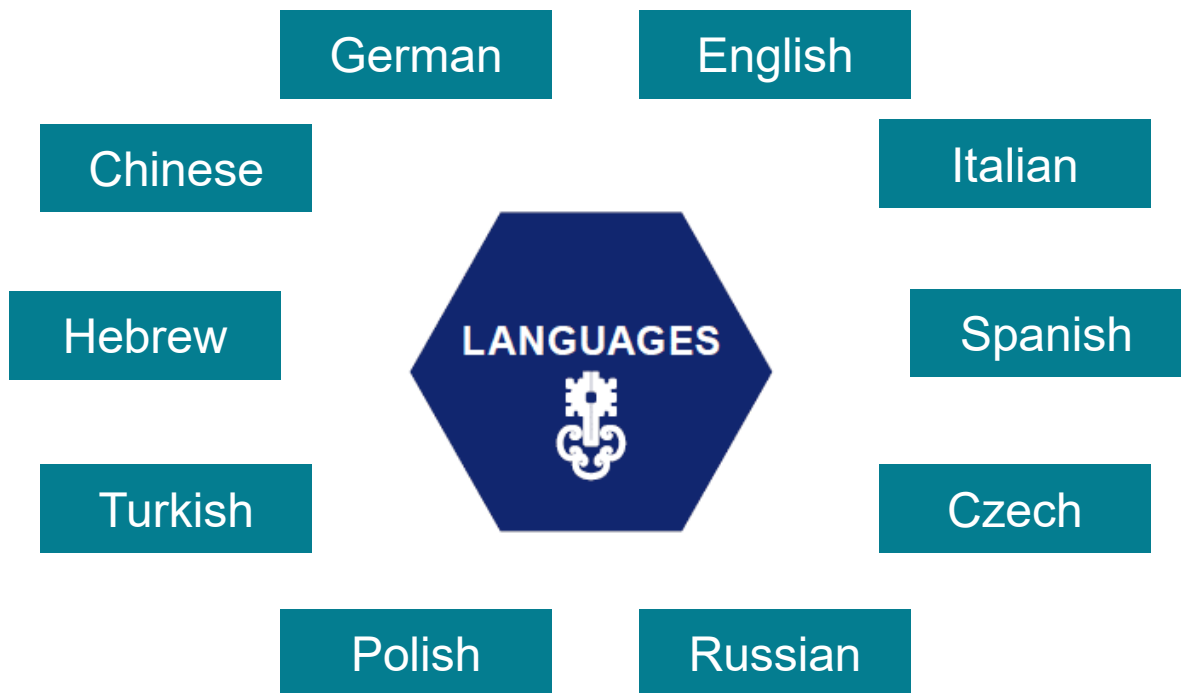 German
English
Chinese
Italian
LANGUAGES
Hebrew
Spanish
Turkish
Czech
Polish
Russian